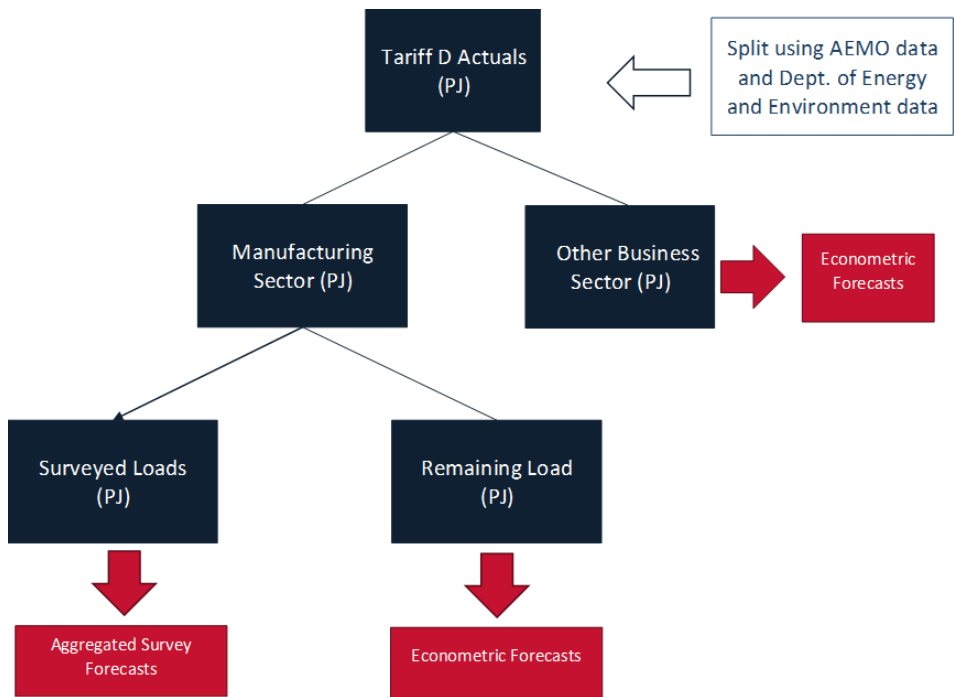 Tariff D Actuals
(PJ)
Split using AEMO data
and Dept. of Energy
and Environment data
Manufacturing
Sector (PJ)
Other Business
Sector (PJ)
Econometric
Forecasts
Surveyed Loads
(PJ)
Remaining Load
(PJ)
Aggregated Survey
Forecasts
Econometric Forecasts